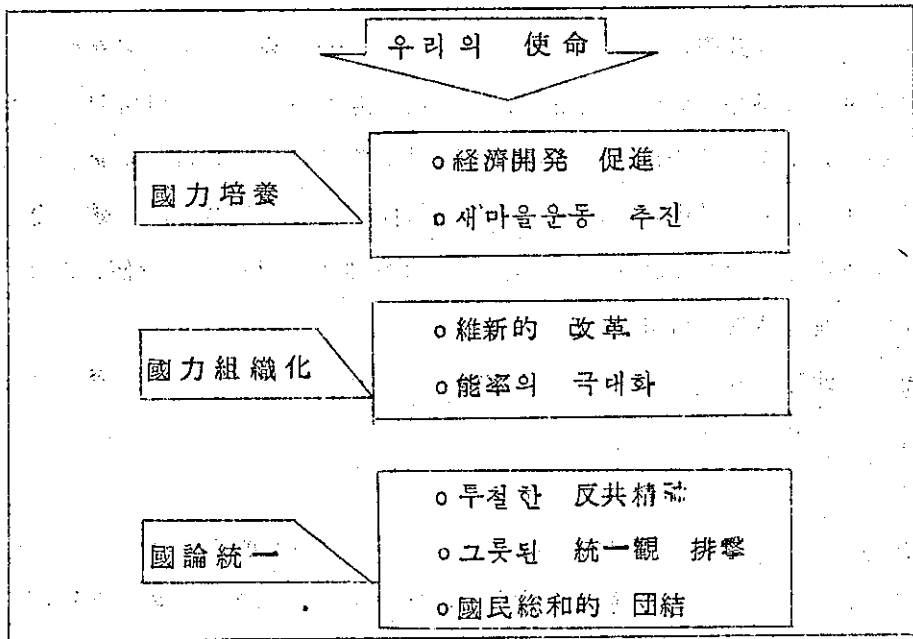 우리의 使命
國力培養
o 経濟開発 促進
o 새마을운동 추진
國力組織化
o 維新的 改革
o 能率의 극대화
國論統一
o 투철한 反共精神
o 그릇된 統一観 排擊
o 國民総和的 団結